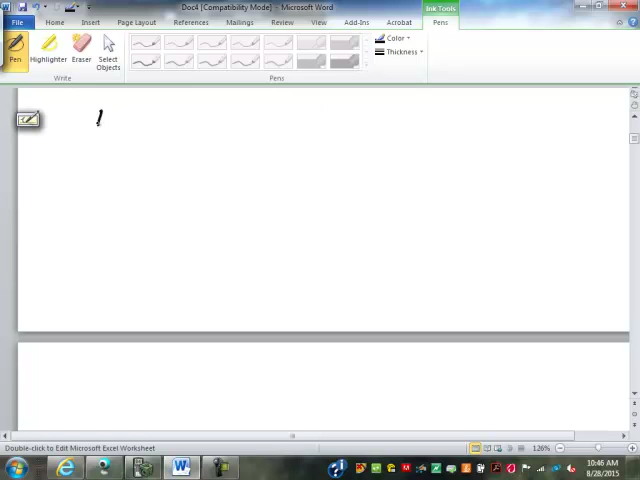 Doc4 [Compatibility Mode] - Microsoft Word
Ink Tools
File
Home
Insert
Page Layout
References
Mailings
Review
View
Add-Ins
Acrobat
Pens
Pen
Highlighter
Eraser
Select
Objects
Color
Thickness
Write
Pens
Double-click to Edit Microsoft Excel Worksheet
126%
10:46 AM
8/28/2015